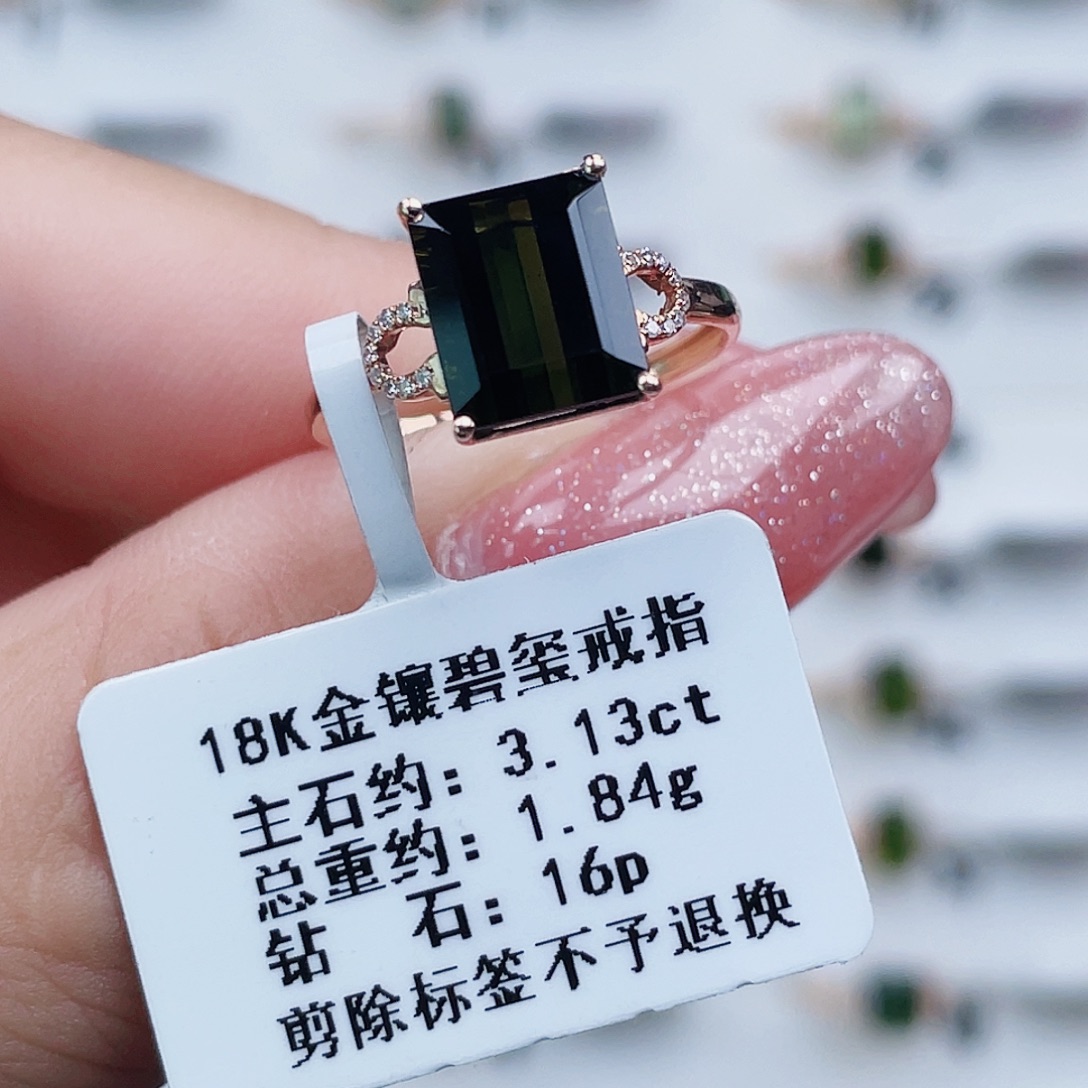 18K金镶碧玺戒指
主石约：3.13ct
总重约：1.84g
钻　石：16p
剪除标签不予退换